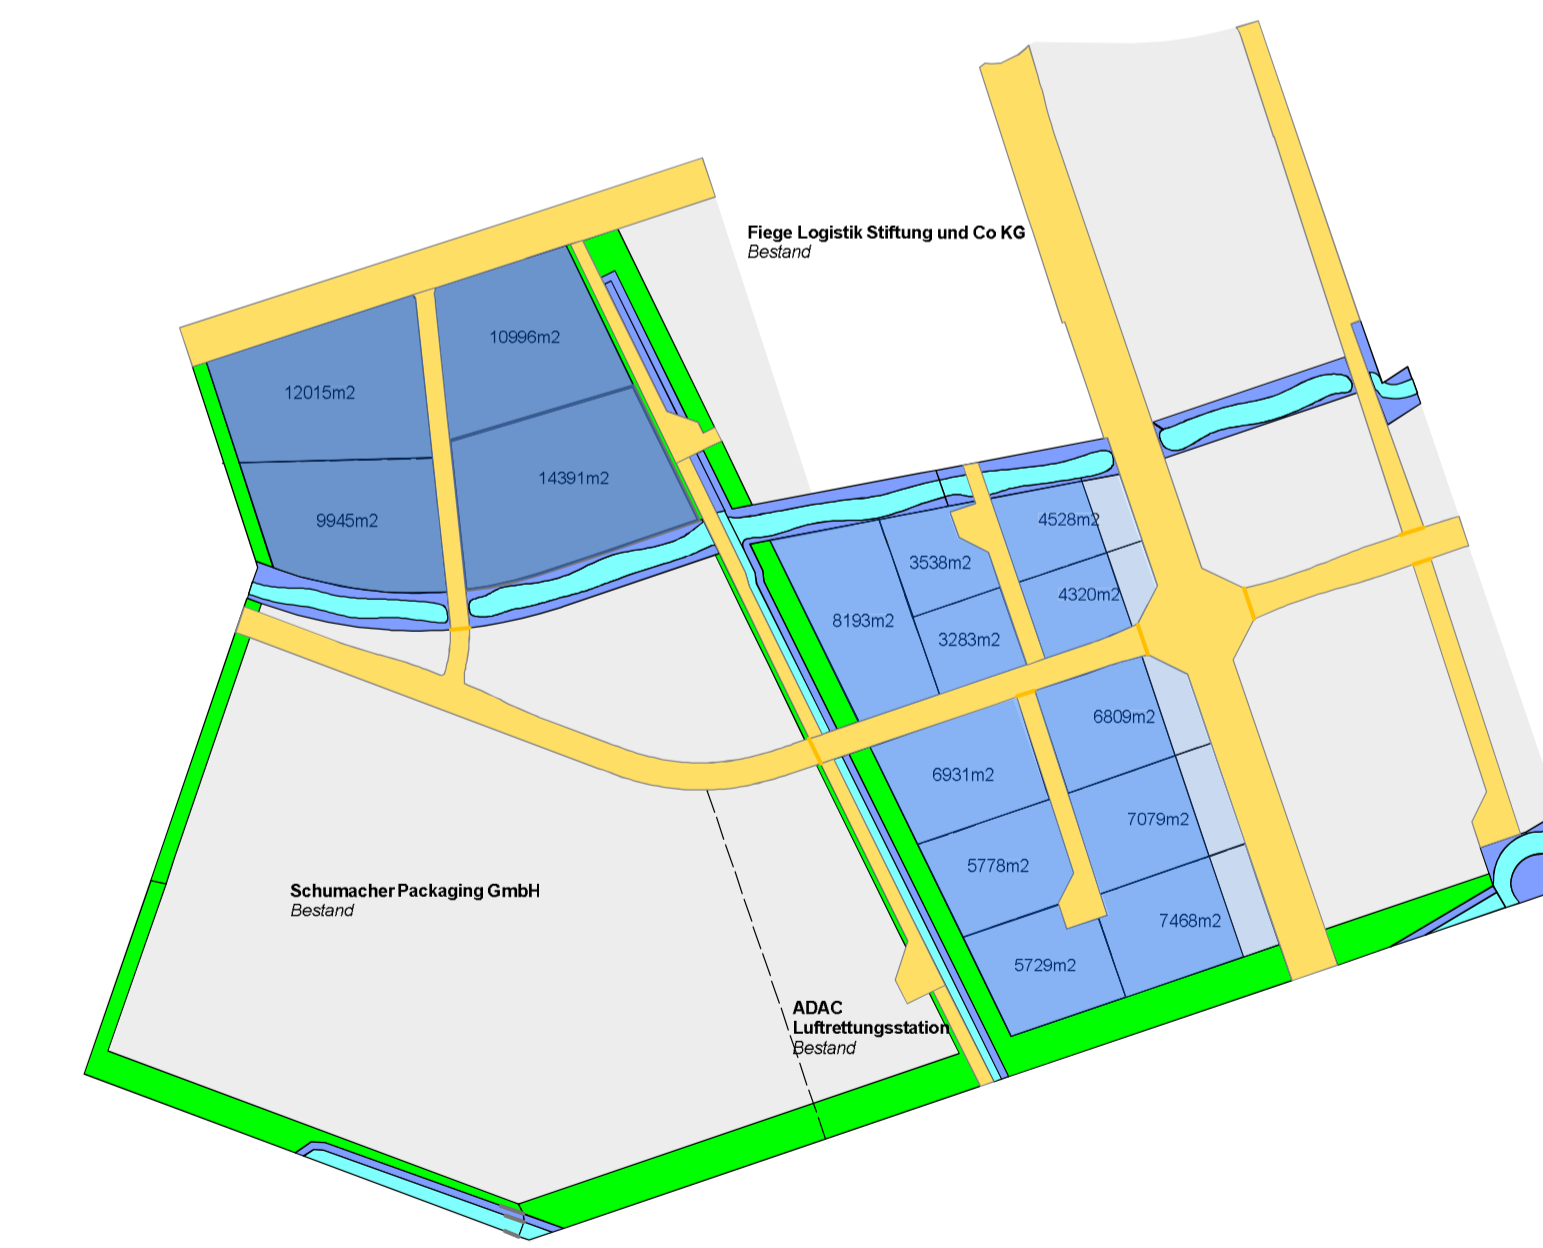 Fiege Logistik Stiftung und Co KG
Bestand
10996m2
12015m2
14391m2
9945m2
4528m2
3538m2
4320m2
8193m2
3283m2
6809m2
6931m2
7079m2
5778m2
7468m2
5729m2
Schumacher Packaging GmbH
Bestand
ADAC
Luftrettungsstation
Bestand